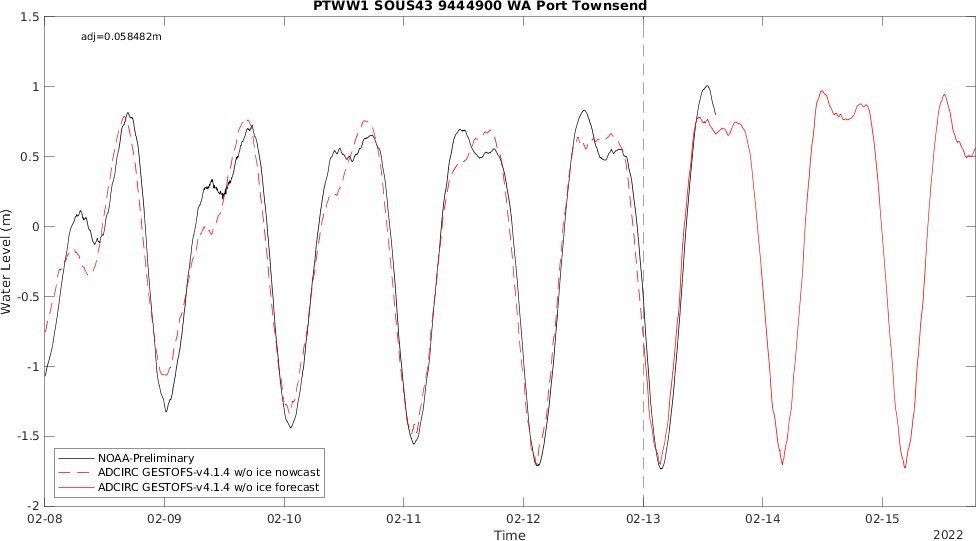 PTWW1 SOUS43 9444900 WA Port Townsend
adj=0.058482m
1.5
1
0.5
0
-0.5
-1
-1.5
-2
Water Level (m)
NOAA-Preliminary
ADCIRC GESTOFS-v4.1.4 w/o ice nowcast
ADCIRC GESTOFS-v4.1.4 w/o ice forecast
02-08 02-09 02-10 02-11 02-12 02-13 02-14 02-15
Time
2022